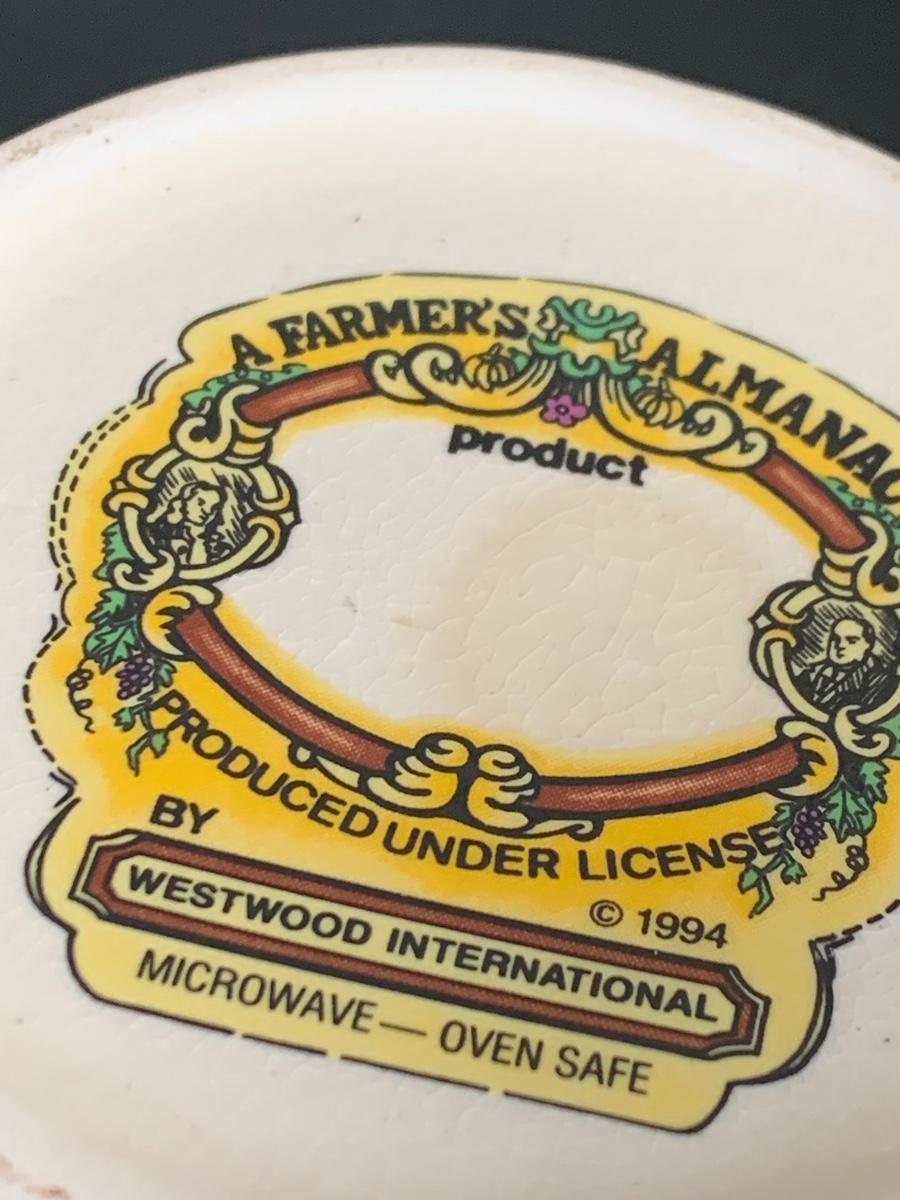 A FARMER'S ALMANAC
product
PRODUCED UNDER LICENSE
BY
© 1994
WESTWOOD INTERNATIONAL
MICROWAVE — OVEN SAFE